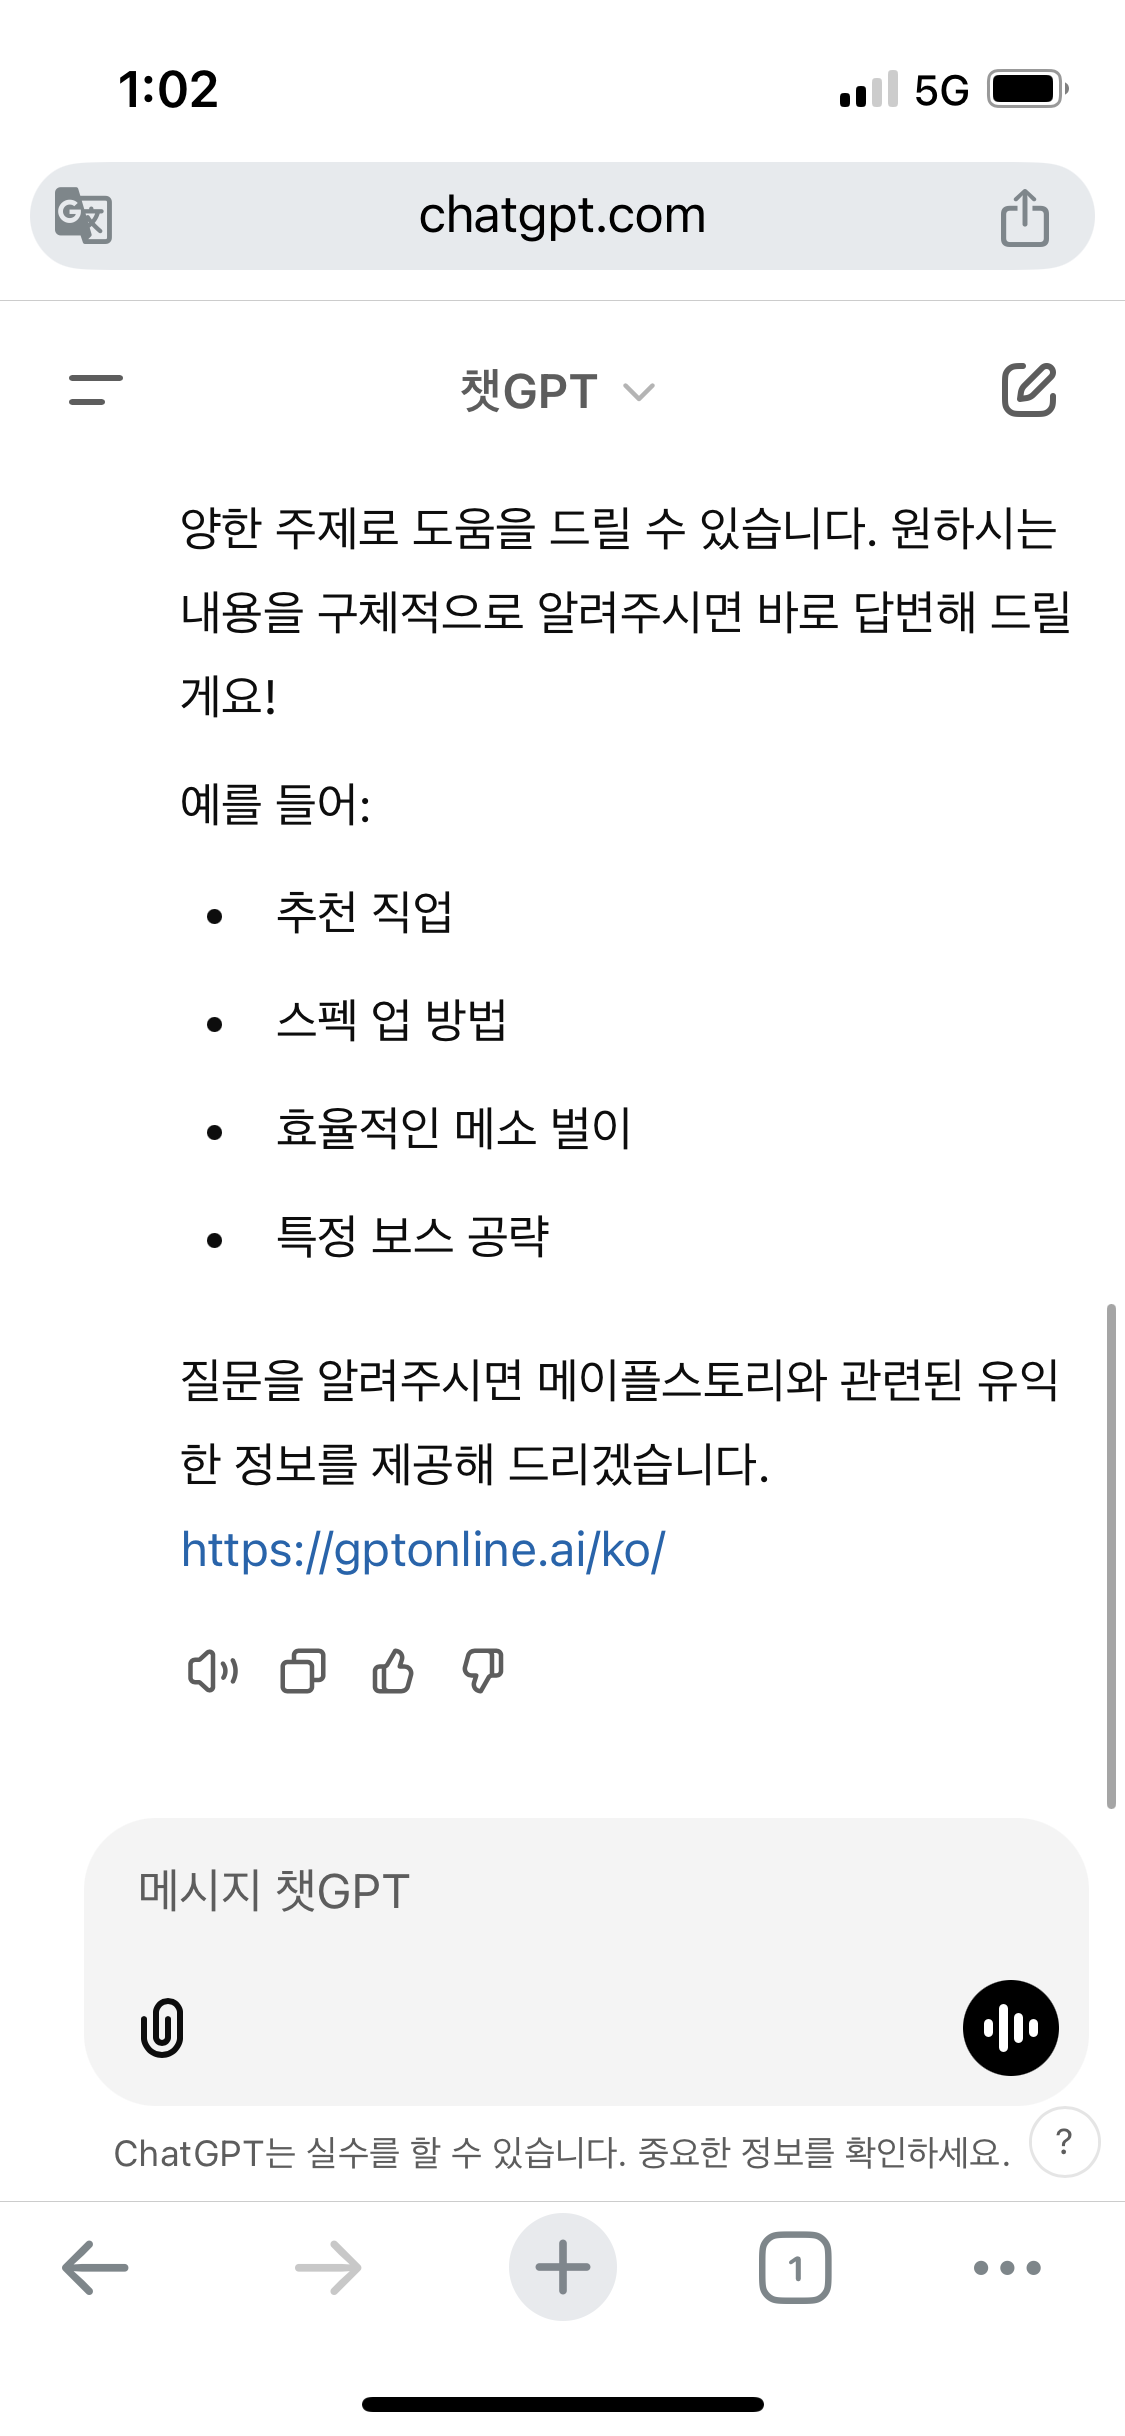 1:02
5G
chatgpt.com
챗GPT
양한 주제로 도움을 드릴 수 있습니다. 원하시는
내용을 구체적으로 알려주시면 바로 답변해 드릴
게요!
예를 들어:
• 추천 직업
• 스펙 업 방법
• 효율적인 메소 벌이
• 특정 보스 공략
질문을 알려주시면 메이플스토리와 관련된 유익
한 정보를 제공해 드리겠습니다.
https://gptonline.ai/ko/
메시지 챗GPT
ChatGPT는 실수를 할 수 있습니다. 중요한 정보를 확인하세요.
?
1